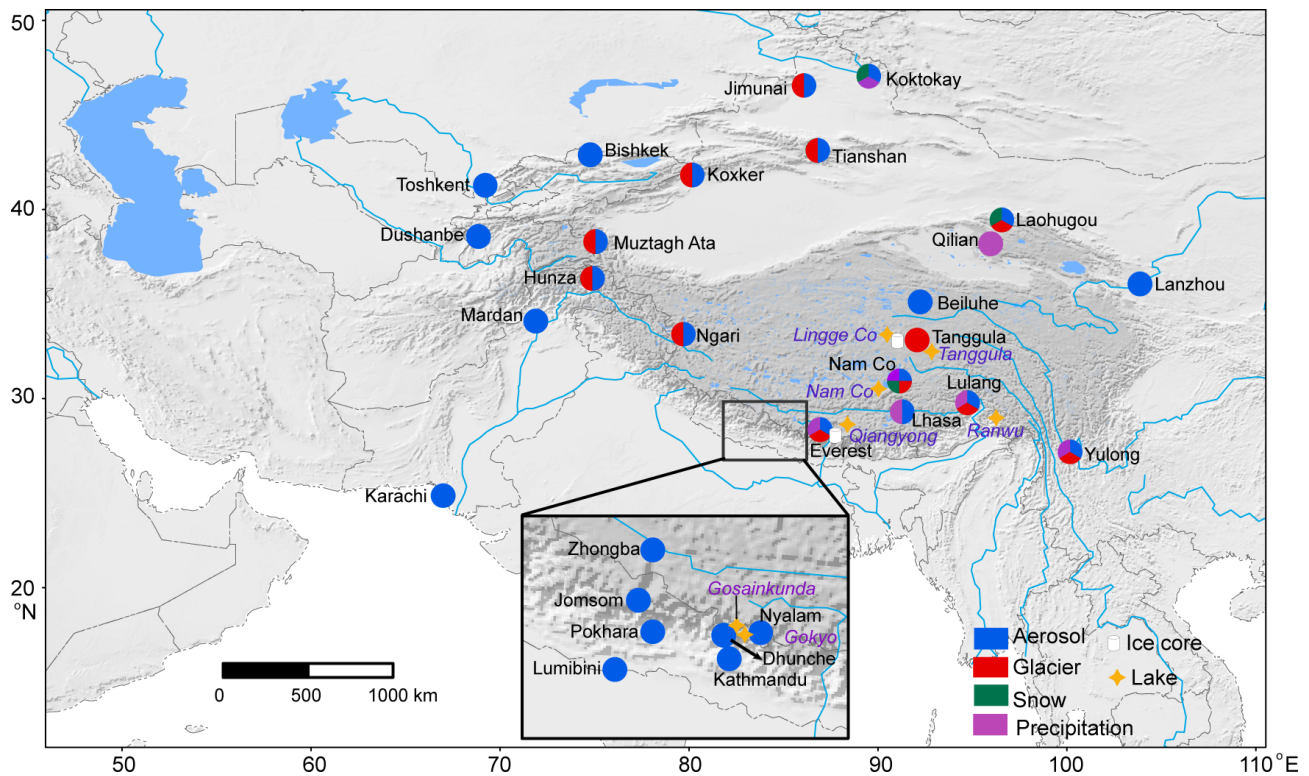 50
Jimunai
Koktokay
Bishkek
Tianshan
Toshkent
Koxker
40
Laohugou
Dushanbe
Muztagh Ata
Qilian
Hunza
Lanzhou
Mardan
Beiluhe
Ngari
Lingge Co
Tanggula
Tanggula
Nam Co
Lulang
30
Nam Co
Lhasa
Ranwu
Qiangyong
Everest
Yulong
Karachi
Zhongba
20
°N
Gosainkunda
Jomsom
Nyalam
Pokhara
Gokyo
Dhunche
Lumibini
Kathmandu
Aerosol
Ice core
Glacier
Lake
Snow
Precipitation
0 500 1000 km
50 60 70 80 90 100 110 °E